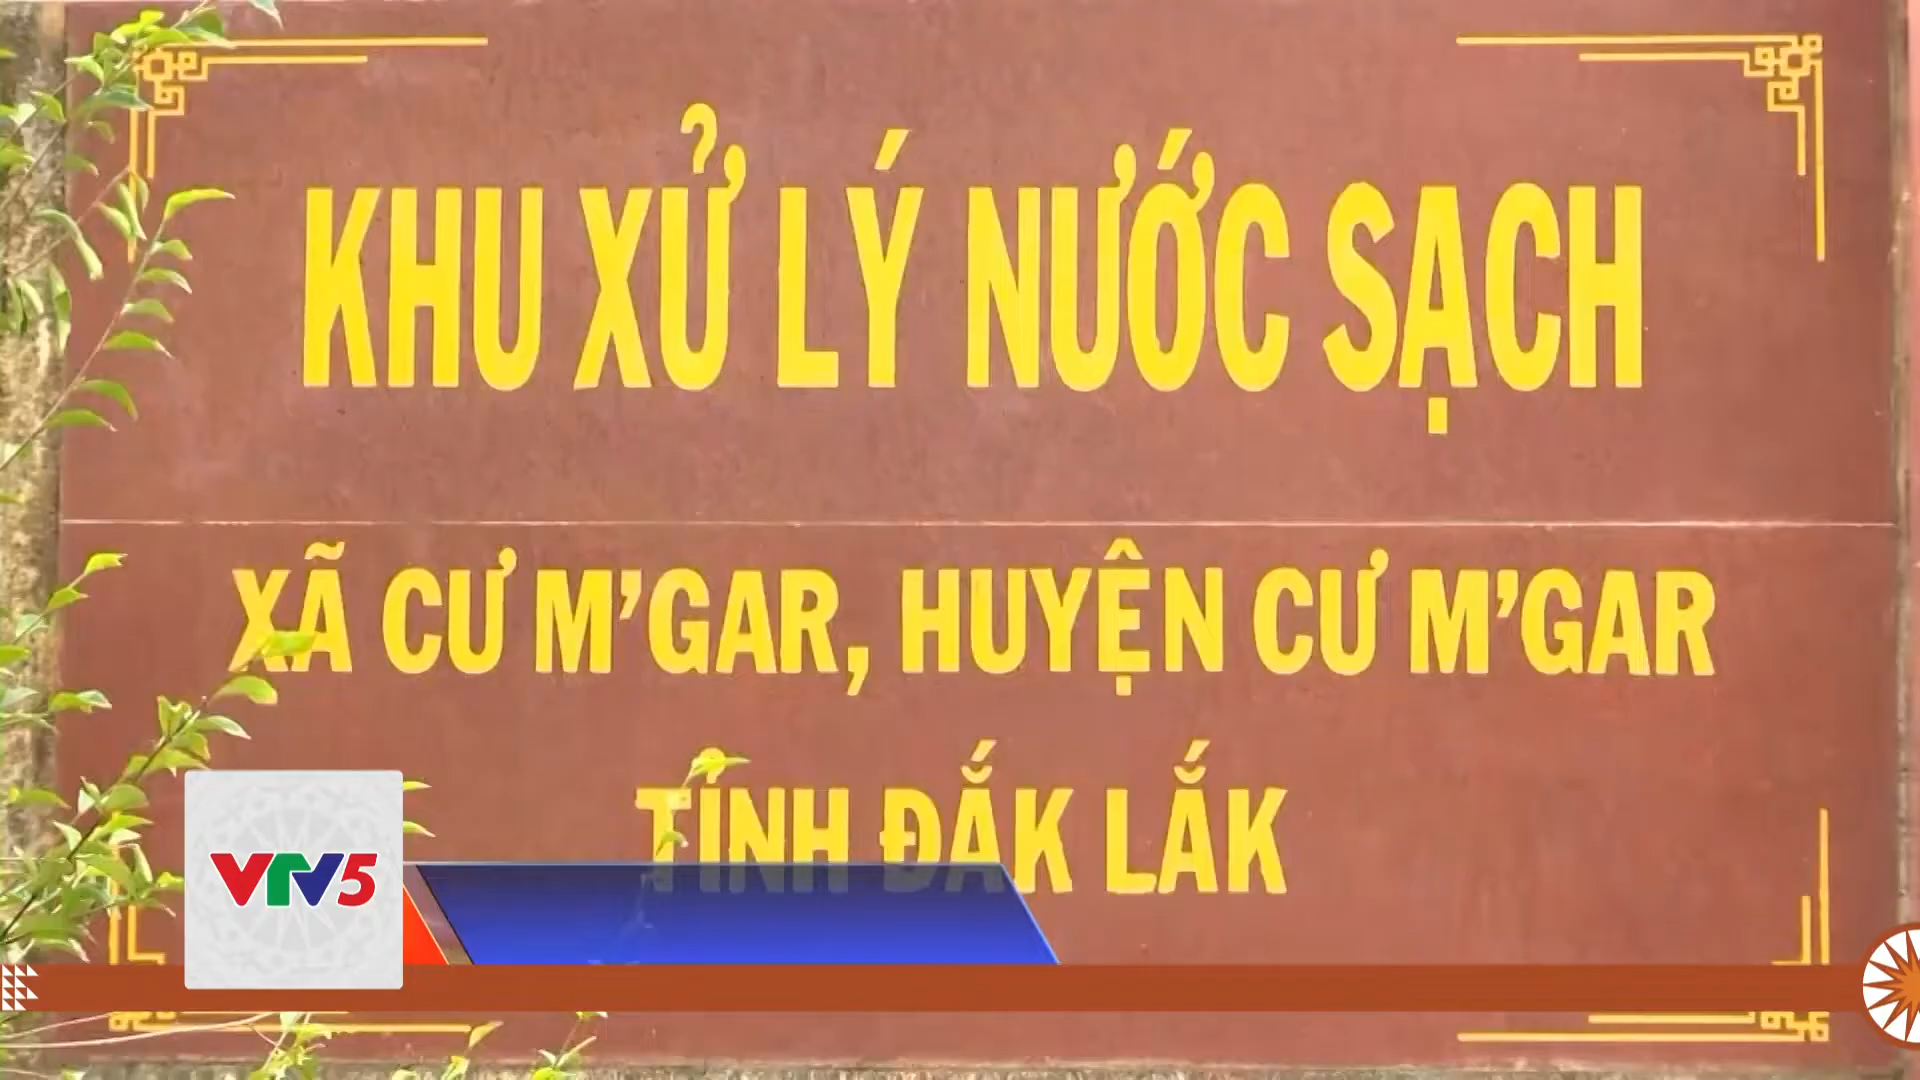 KHU XỬ LÝ NƯỚC SẠCH
XÃ CƯ M'GAR, HUYỆN CƯ M'GAR
TỈNH ĐẮK LẮK
VTV5